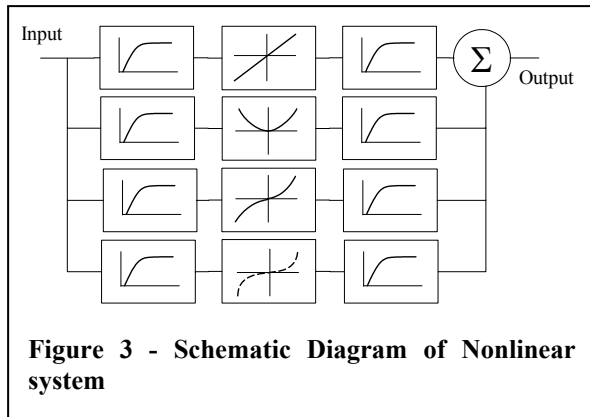 Input
Σ
Output
Figure 3 - Schematic Diagram of Nonlinear
system